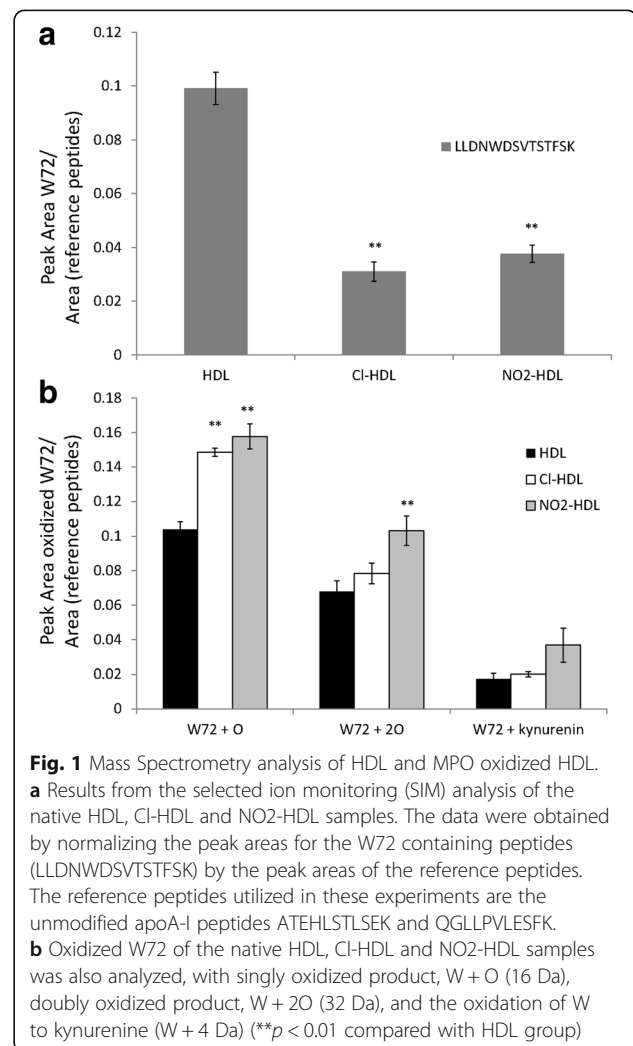 a
0.12
0.1
0.08
0.06
0.04
0.02
0
Peak Area W72/
Area (reference peptides)
LLDNWDSVTSTFSK
**
**
HDL
Cl-HDL
NO2-HDL
b
0.18
0.16
0.14
0.12
0.1
0.08
0.06
0.04
0.02
0
Peak Area oxidized W72/
Area (reference peptides)
**
**
**
HDL
Cl-HDL
NO2-HDL
W72 + O
W72 + 2O
W72 + kynurenin
Fig. 1 Mass Spectrometry analysis of HDL and MPO oxidized HDL.
a Results from the selected ion monitoring (SIM) analysis of the
native HDL, Cl-HDL and NO2-HDL samples. The data were obtained
by normalizing the peak areas for the W72 containing peptides
(LLDNWDSVTSTFSK) by the peak areas of the reference peptides.
The reference peptides utilized in these experiments are the
unmodified apoA-I peptides ATEHLSTLSEK and QGLLPVLESFK.
b Oxidized W72 of the native HDL, Cl-HDL and NO2-HDL samples
was also analyzed, with singly oxidized product, W + O (16 Da),
doubly oxidized product, W + 2O (32 Da), and the oxidation of W
to kynurenine (W + 4 Da) (**p < 0.01 compared with HDL group)